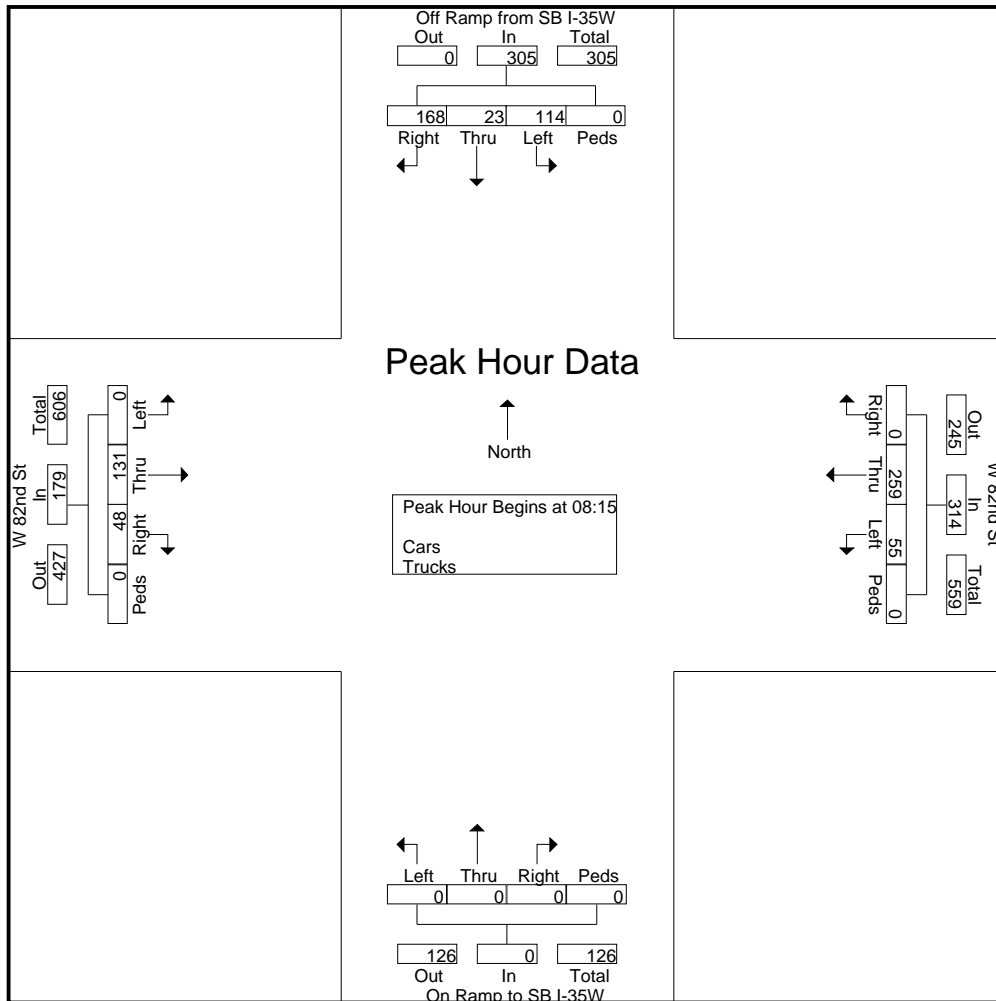 Off Ramp from SB I-35W
Out In Total
0 305 305
168 23 114 0
Right Thru Left Peds
Peak Hour Data
North
Peak Hour Begins at 08:15
Cars
Trucks
W 82nd St
Out In Total
427 179 606
0 131 48 0
Left Thru Right Peds
W 82nd St
Out In Total
245 314 559
0 259 55 0
Right Thru Left Peds
Left Thru Right Peds
0 0 0 0
126 0 126
Out In Total
On Ramp to SB I-35W